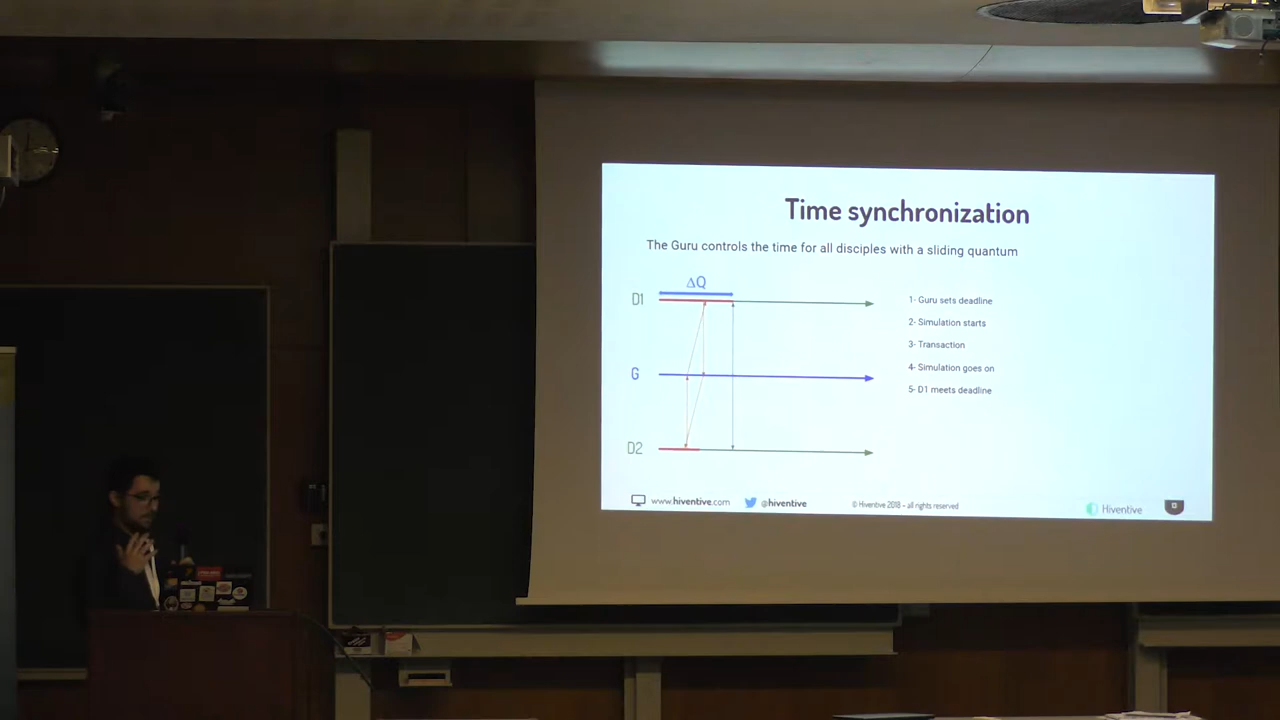 Time synchronization
The Guru controls the time for all disciples with a sliding quantum
ΔQ
D1
G
D2
1- Guru sets deadline
2- Simulation starts
3- Transaction
4- Simulation goes on
5- D1 meets deadline
www.hiventive.com
@hiventive
© Hiventive 2018 – all rights reserved
Hiventive